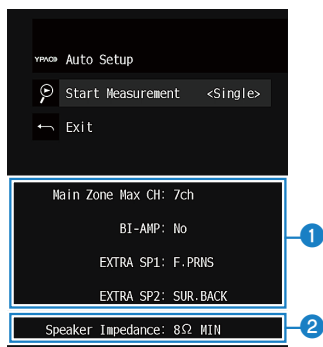 YPAO Auto Setup
Start Measurement <Single>
Exit
Main Zone Max CH: 7ch
BI-AMP: No
1
EXTRA SP1: F.PRNS
EXTRA SP2: SUR.BACK
Speaker Impedance: 8Ω MIN 2